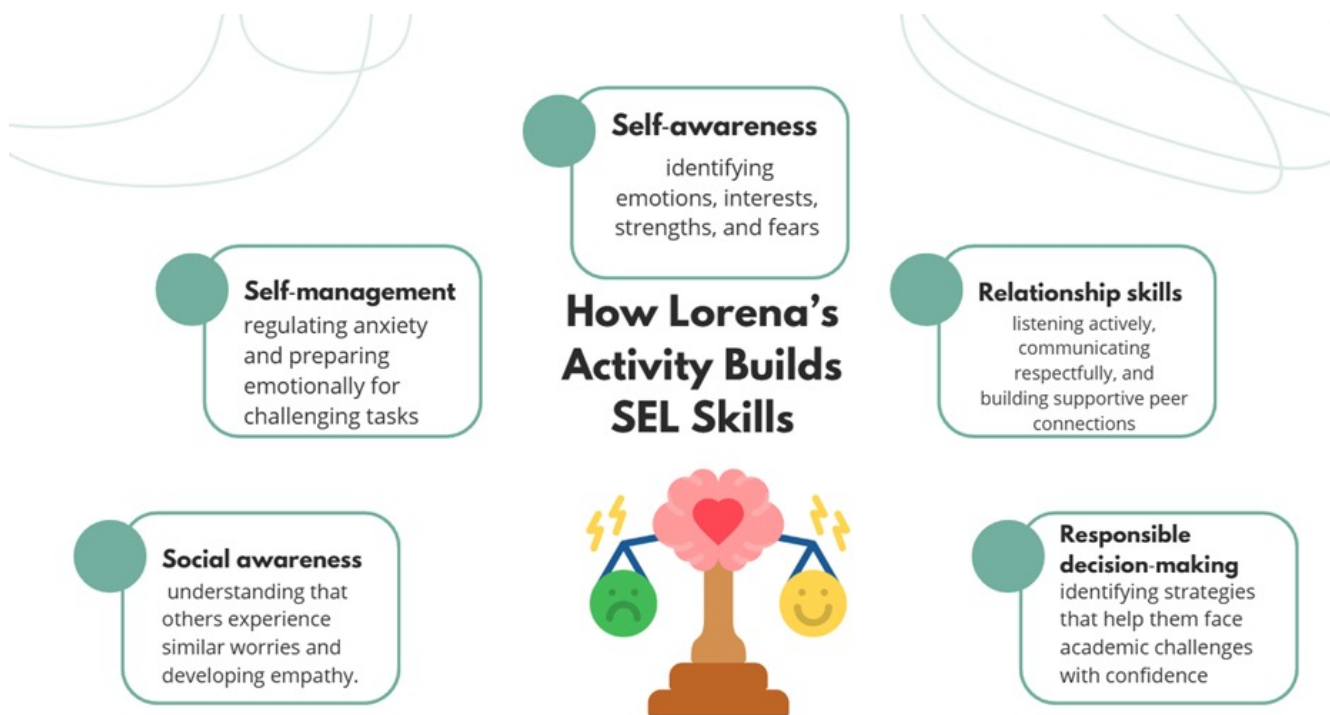 Self-awareness
identifying
emotions, interests,
strengths, and fears
Self-management
regulating anxiety
and preparing
emotionally for
challenging tasks
How Lorena's
Activity Builds
SEL Skills
Relationship skills
listening actively,
communicating
respectfully, and
building supportive peer
connections
Social awareness
understanding that
others experience
similar worries and
developing empathy.
Responsible
decision-making
identifying strategies
that help them face
academic challenges
with confidence